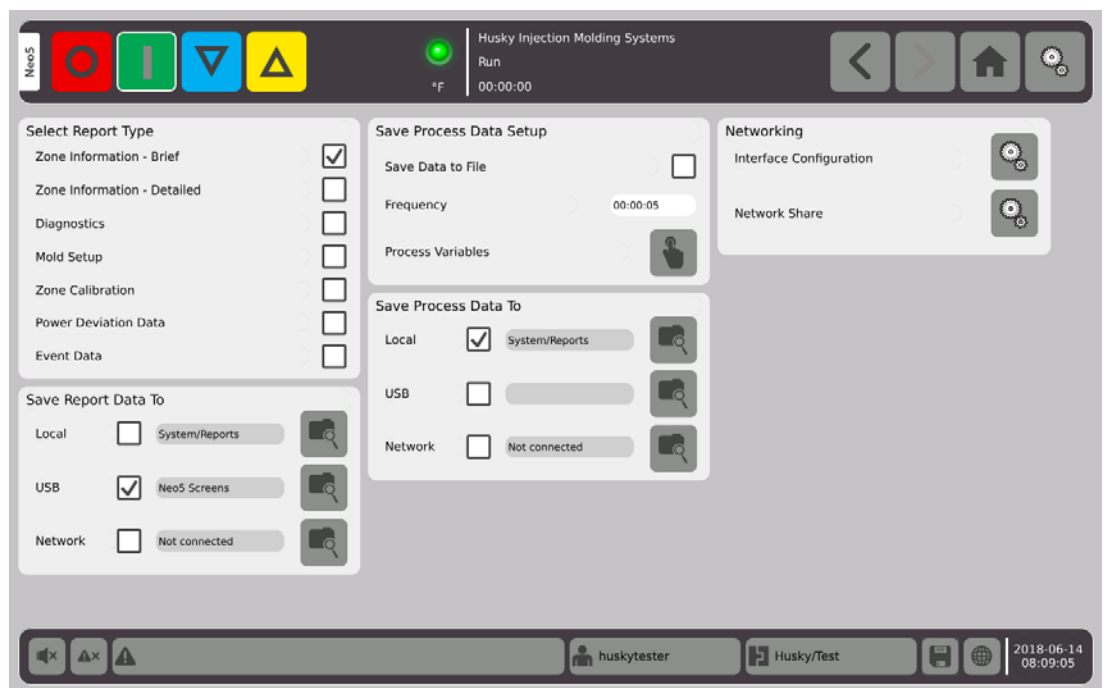 Neo5
Husky Injection Molding Systems
Run
°F
00:00:00
Select Report Type
Zone Information - Brief
Zone Information - Detailed
Diagnostics
Mold Setup
Zone Calibration
Power Deviation Data
Event Data
Save Report Data To
Local
System/Reports
USB
Neo5 Screens
Network
Not connected
Save Process Data Setup
Save Data to File
Frequency
00:00:05
Process Variables
Save Process Data To
Local
System/Reports
USB
Network
Not connected
Networking
Interface Configuration
Network Share
huskytester
Husky/Test
2018-06-14
08:09:05